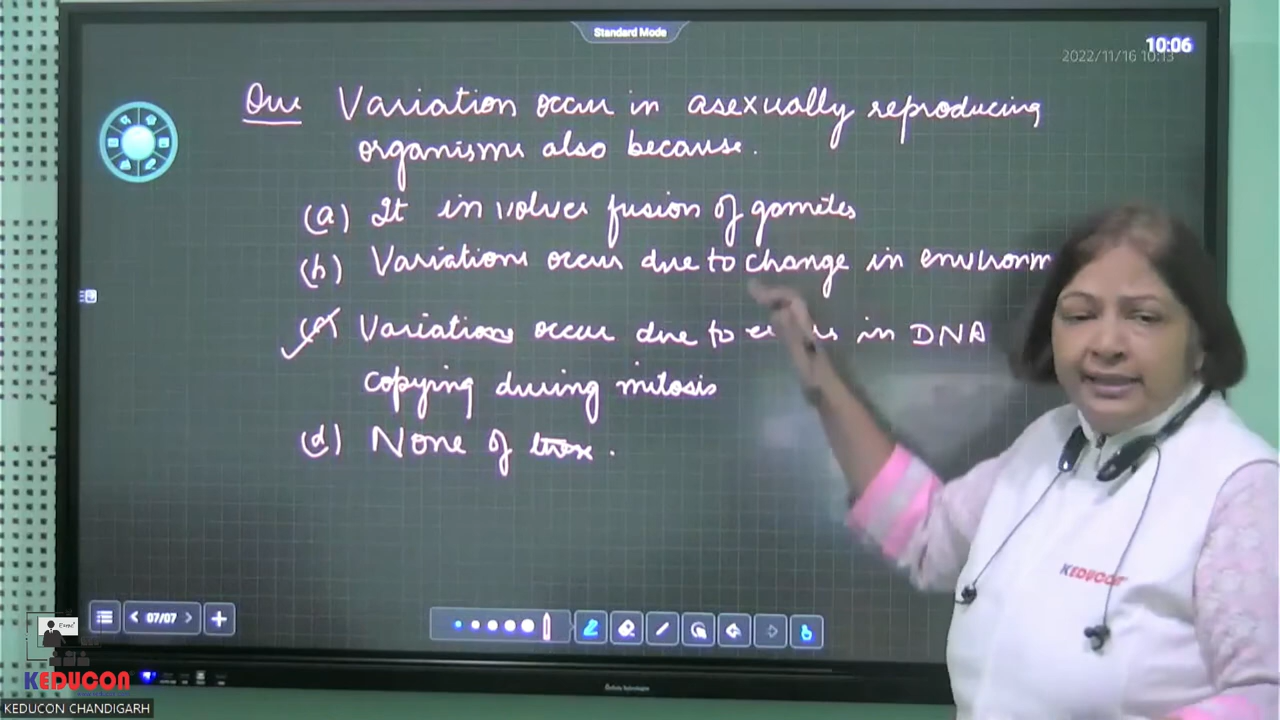 Standard Mode
10:06
2022/11/16 10:13
Que Variation occur in asexually reproducing
organisms also because.
(a) It involves fusion of gametes
(b) Variations occur due to change in environm
(c) Variations occur due to in DNA
copying during mitosis
(d) None of these.
07/07
KEDUCON
KEDUCON
KEDUCON CHANDIGARH